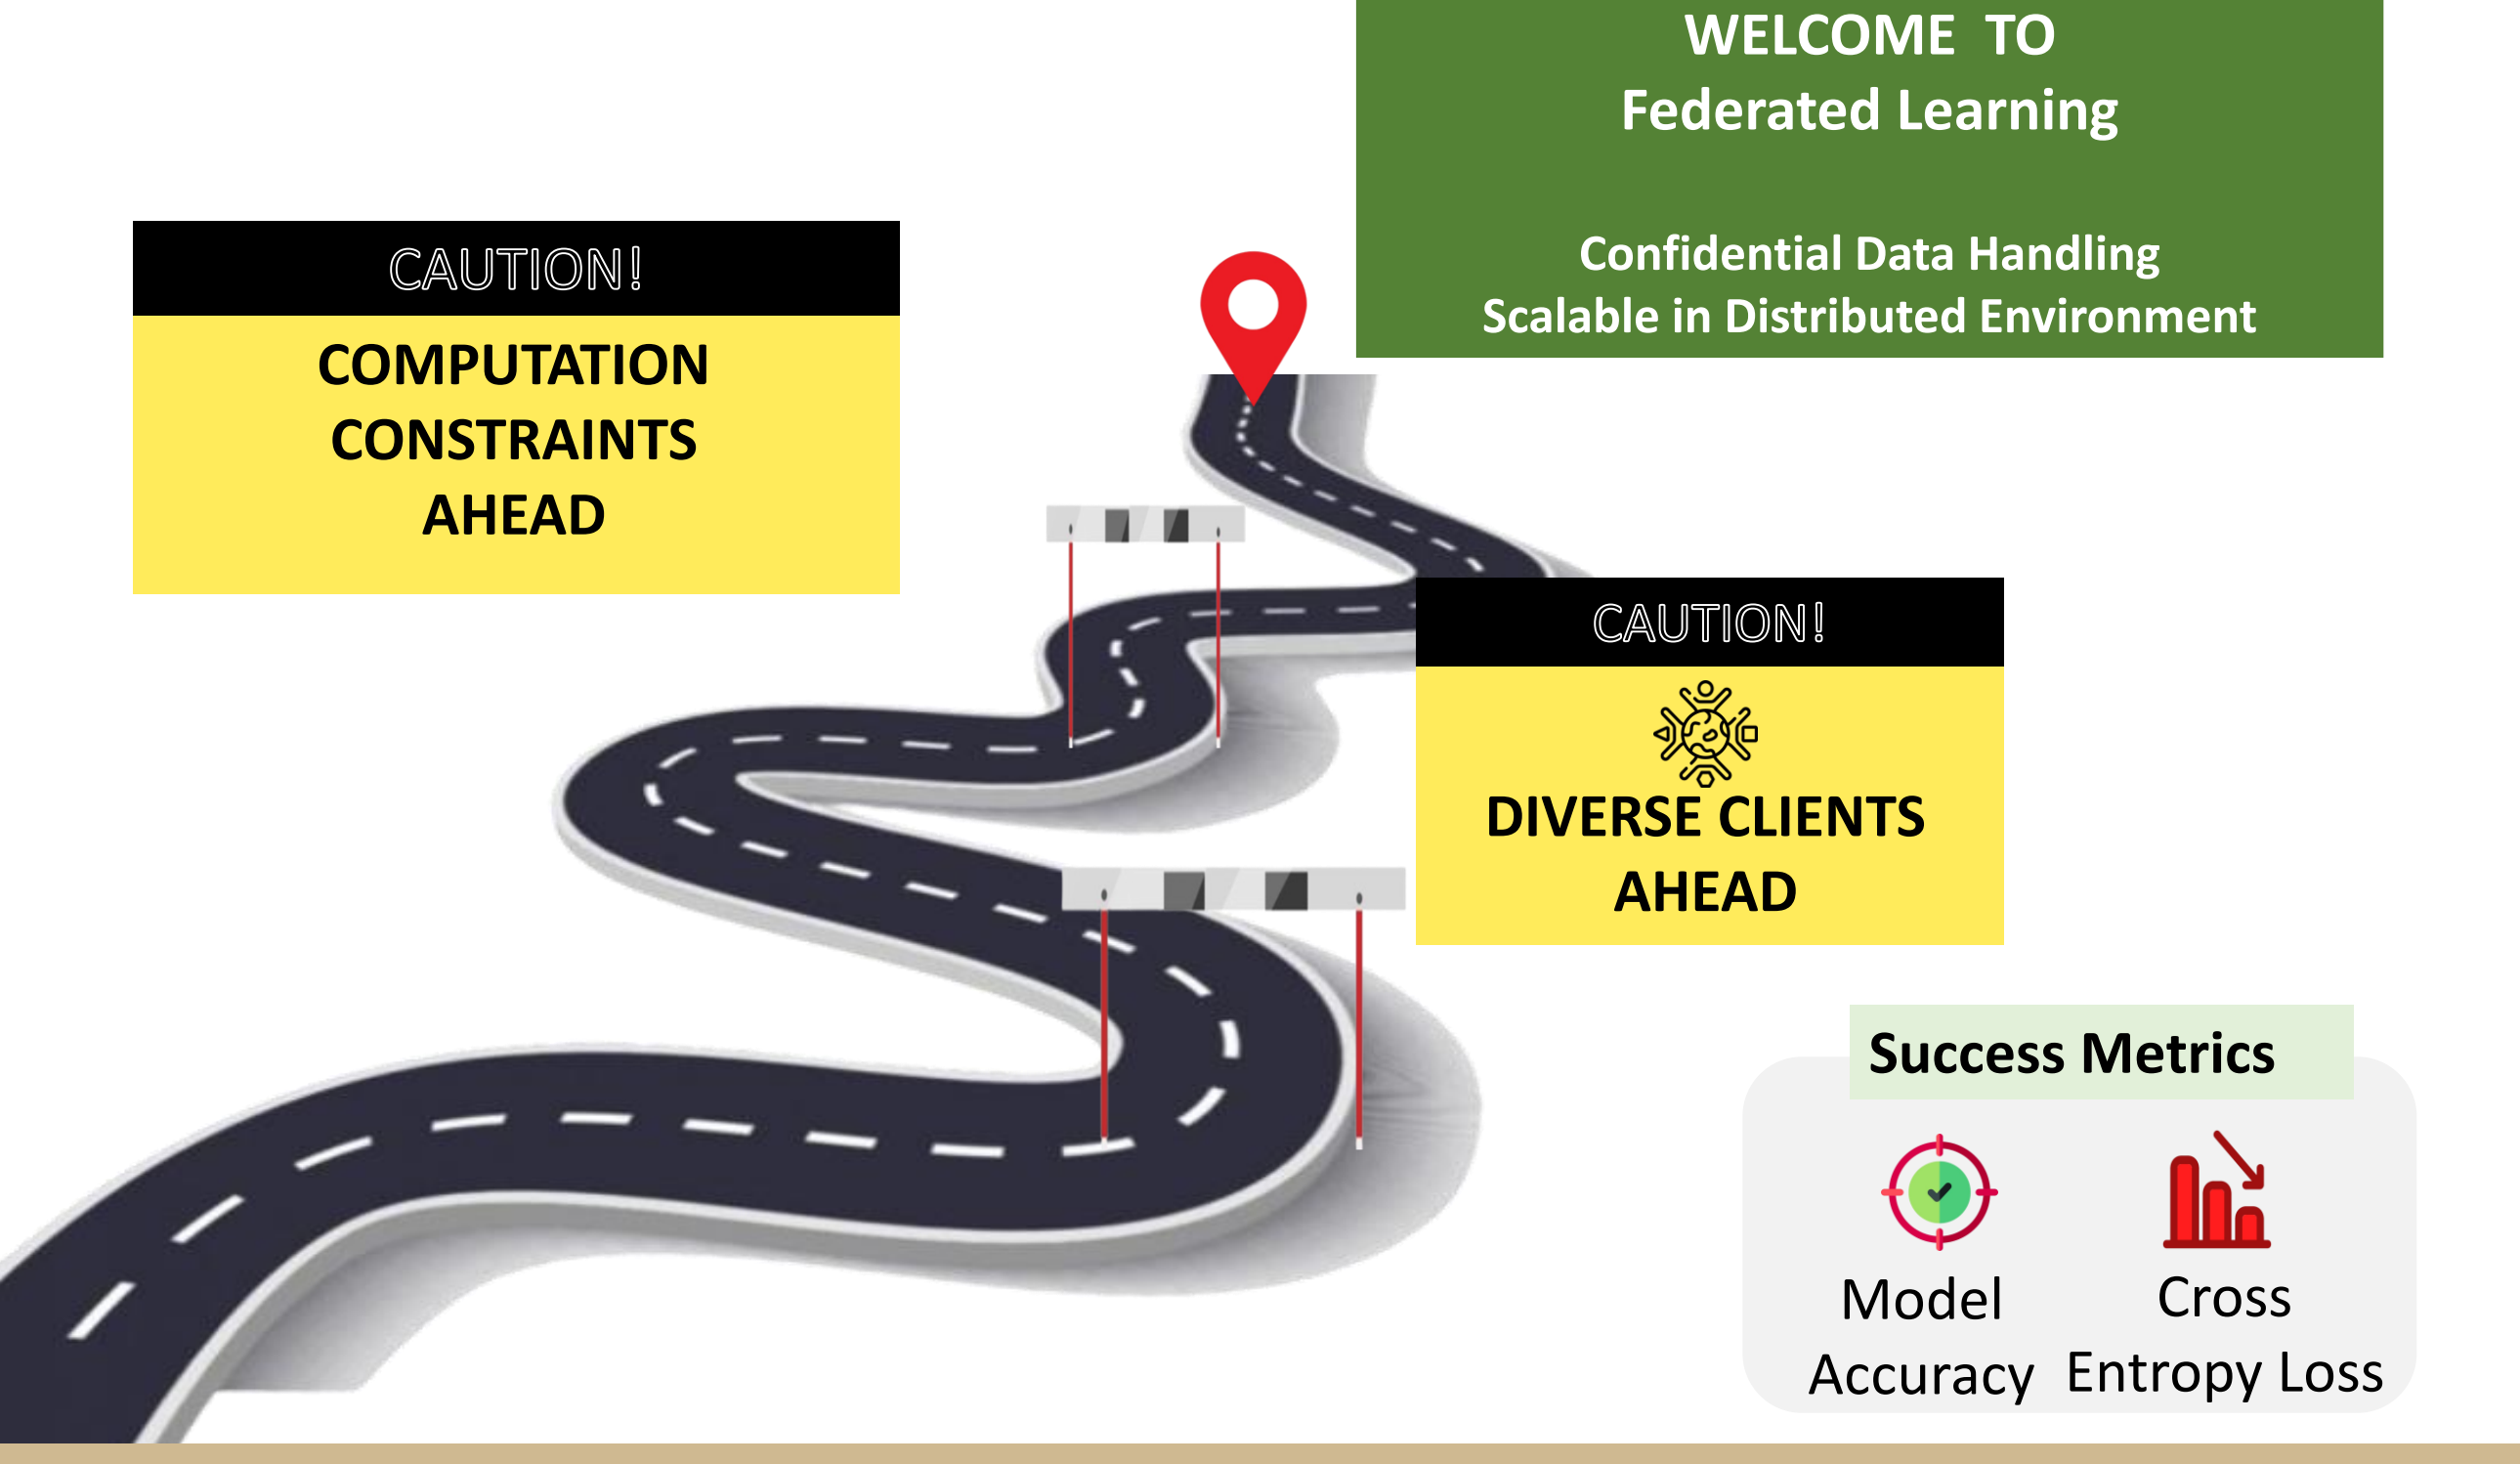 WELCOME TO
Federated Learning
Confidential Data Handling
Scalable in Distributed Environment
CAUTION!
COMPUTATION
CONSTRAINTS
AHEAD
CAUTION!
DIVERSE CLIENTS
AHEAD
Success Metrics
Model
Accuracy
Cross
Entropy Loss